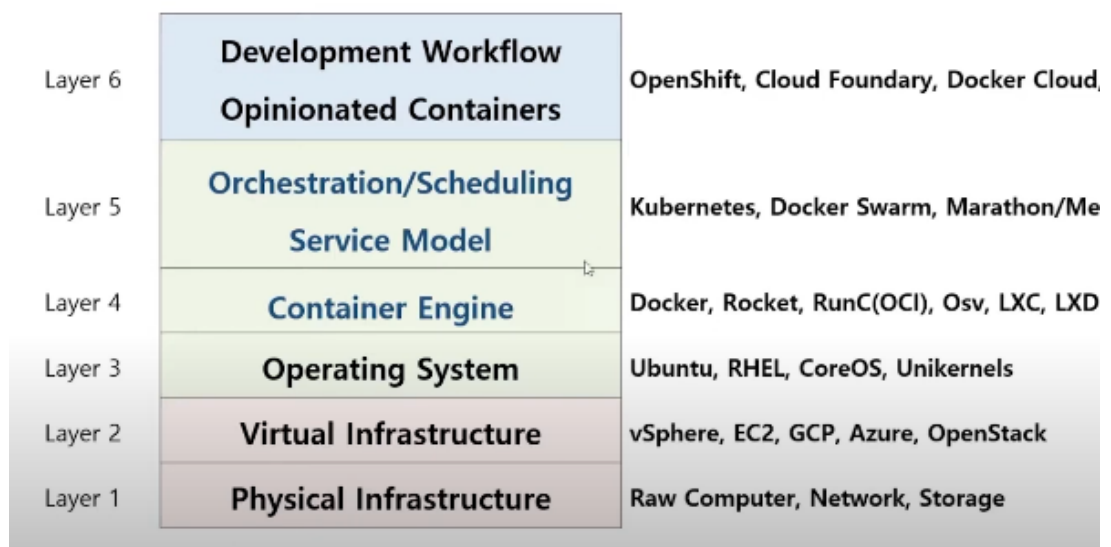 Development Workflow
Layer 6
Opinionated Containers
OpenShift, Cloud Foundary, Docker Cloud,
Orchestration/Scheduling
Layer 5
Service Model
Kubernetes, Docker Swarm, Marathon/Me
Layer 4
Container Engine
Docker, Rocket, RunC(OCI), Osv, LXC, LXD
Layer 3
Operating System
Ubuntu, RHEL, CoreOS, Unikernels
Layer 2
Virtual Infrastructure
vSphere, EC2, GCP, Azure, OpenStack
Layer 1
Physical Infrastructure
Raw Computer, Network, Storage